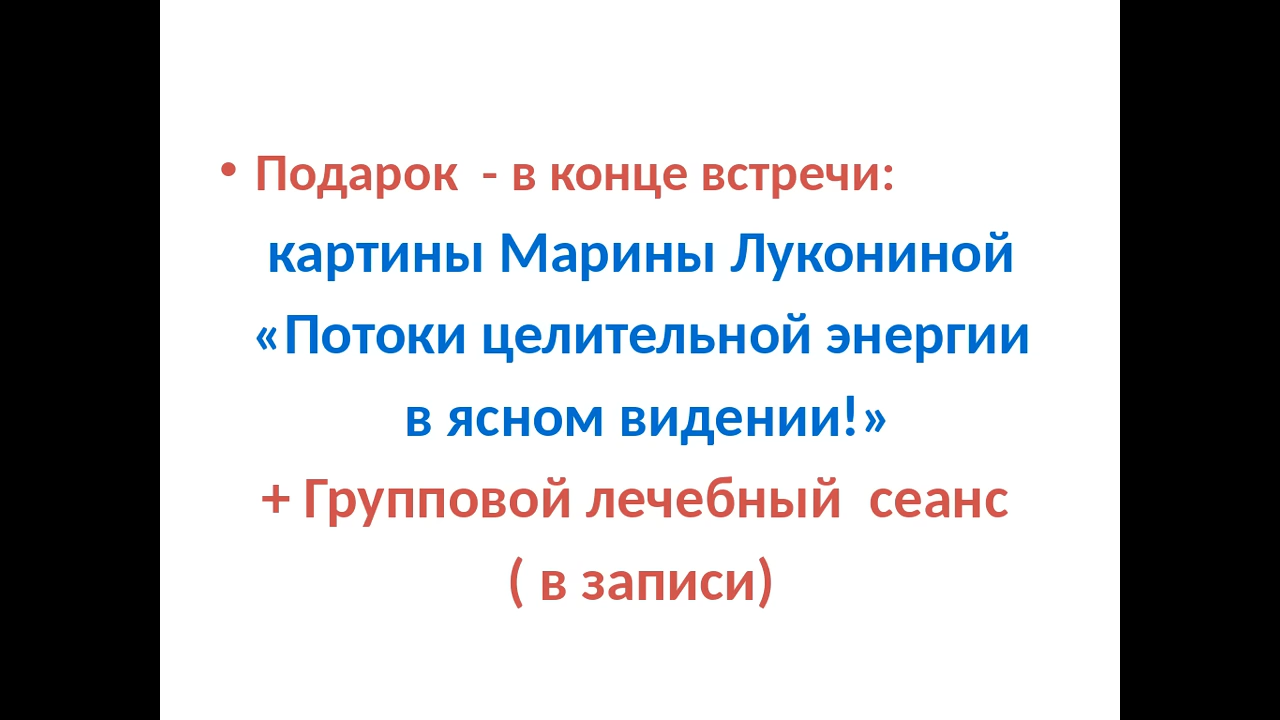 • Подарок  - в конце встречи:
картины Марины Лукониной
«Потоки целительной энергии
в ясном видении!»
+ Групповой лечебный  сеанс
( в записи)